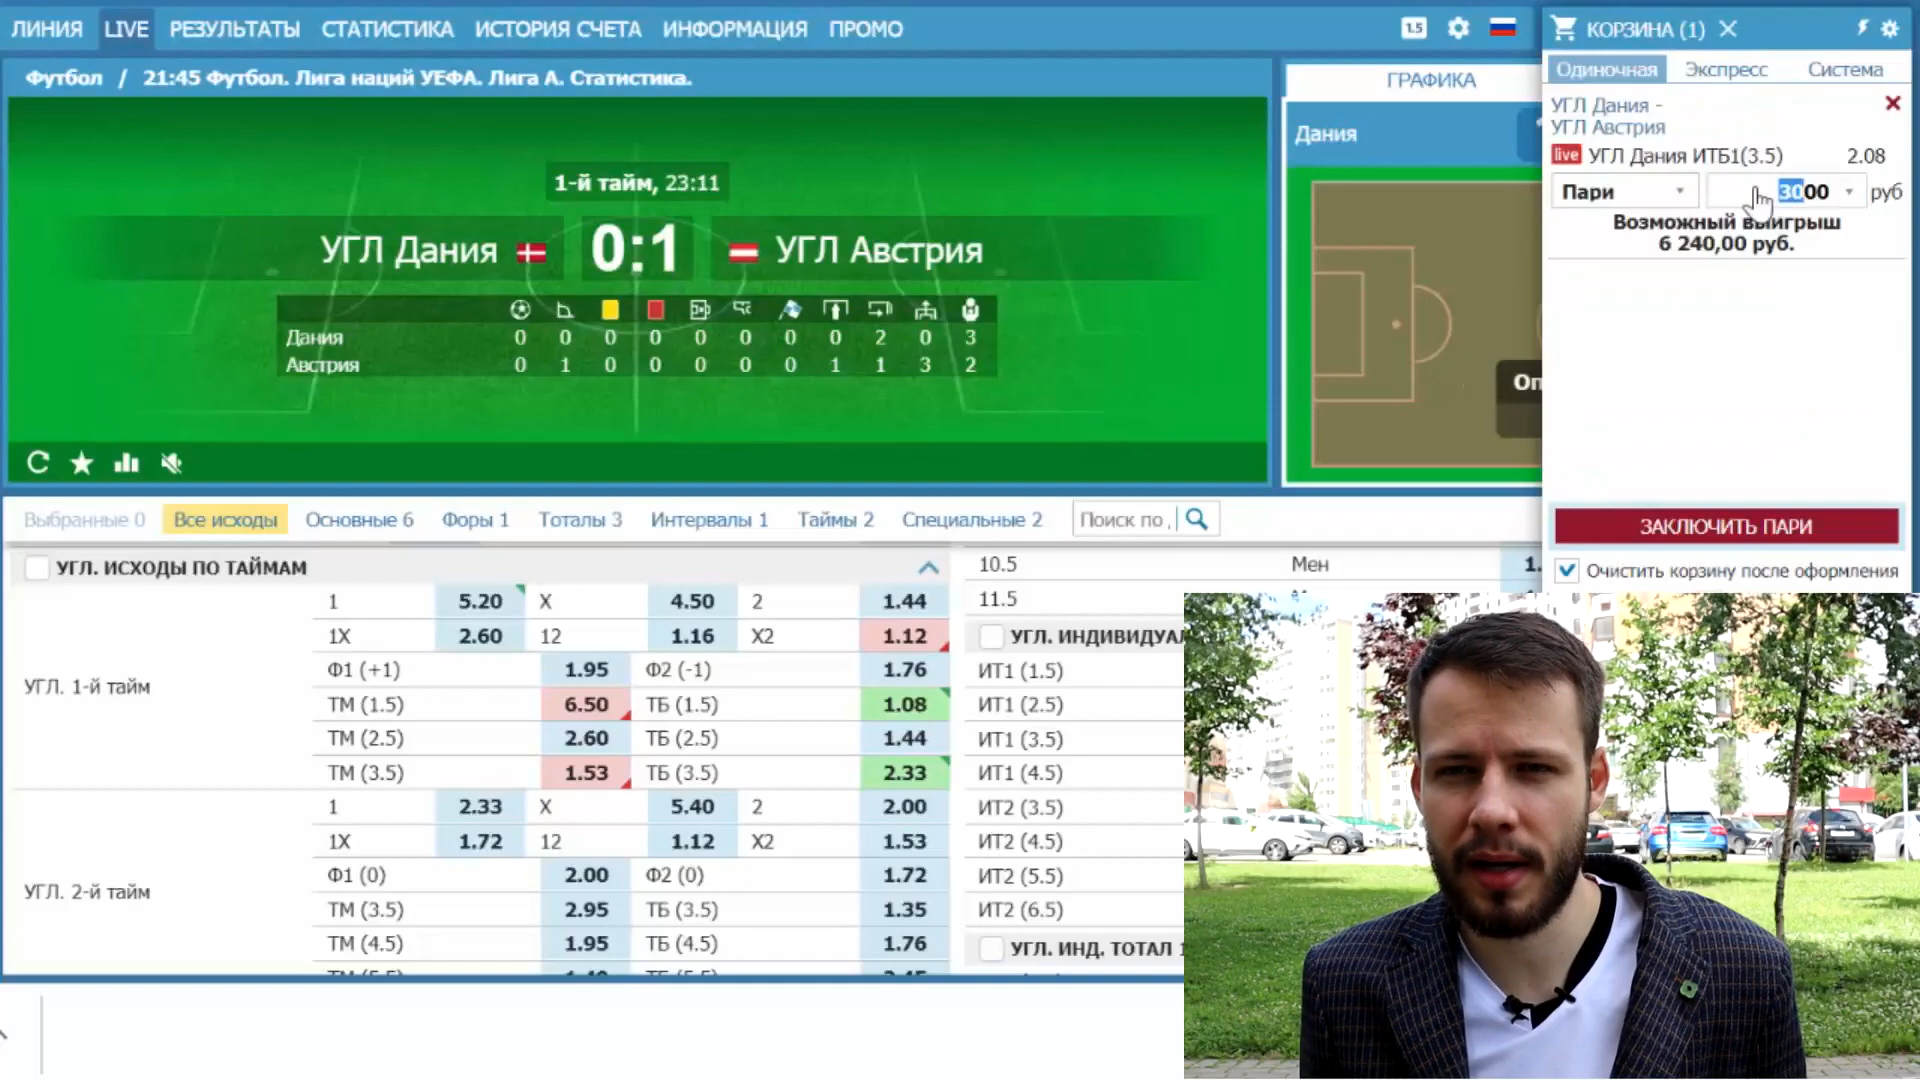 ЛИНИЯ LIVE РЕЗУЛЬТАТЫ СТАТИСТИКА ИСТОРИЯ СЧЕТА ИНФОРМАЦИЯ ПРОМО
1.5
Футбол / 21:45 Футбол. Лига наций УЕФА. Лига А. Статистика.
1-й тайм, 23:11
УГЛ Дания 0:1 УГЛ Австрия
Дания 0 0 0 0 0 0 0 0 2 0 3
Австрия 0 1 0 0 0 0 0 1 1 3 2
ГРАФИКА
Дания
Оп
КОРЗИНА (1)
Одиночная Экспресс Система
УГЛ Дания -
УГЛ Австрия
live УГЛ Дания ИТБ1(3.5) 2.08
Пари 3000 руб
Возможный выигрыш
6 240,00 руб.
ЗАКЛЮЧИТЬ ПАРИ
Очистить корзину после оформления
Выбранные 0 Все исходы Основные 6 Форы 1 Тоталы 3 Интервалы 1 Таймы 2 Специальные 2 Поиск по
УГЛ. ИСХОДЫ ПО ТАЙМАМ
УГЛ. 1-й тайм
1 5.20 X 4.50 2 1.44
1X 2.60 12 1.16 X2 1.12
Ф1 (+1) 1.95 Ф2 (-1) 1.76
ТМ (1.5) 6.50 ТБ (1.5) 1.08
ТМ (2.5) 2.60 ТБ (2.5) 1.44
ТМ (3.5) 1.53 ТБ (3.5) 2.33
УГЛ. 2-й тайм
1 2.33 X 5.40 2 2.00
1X 1.72 12 1.12 X2 1.53
Ф1 (0) 2.00 Ф2 (0) 1.72
ТМ (3.5) 2.95 ТБ (3.5) 1.35
ТМ (4.5) 1.95 ТБ (4.5) 1.76
10.5 Мен 1.
11.5
УГЛ. ИНДИВИДУАЛ
ИТ1 (1.5)
ИТ1 (2.5)
ИТ1 (3.5)
ИТ1 (4.5)
ИТ2 (3.5)
ИТ2 (4.5)
ИТ2 (5.5)
ИТ2 (6.5)
УГЛ. ИНД. ТОТАЛ 1